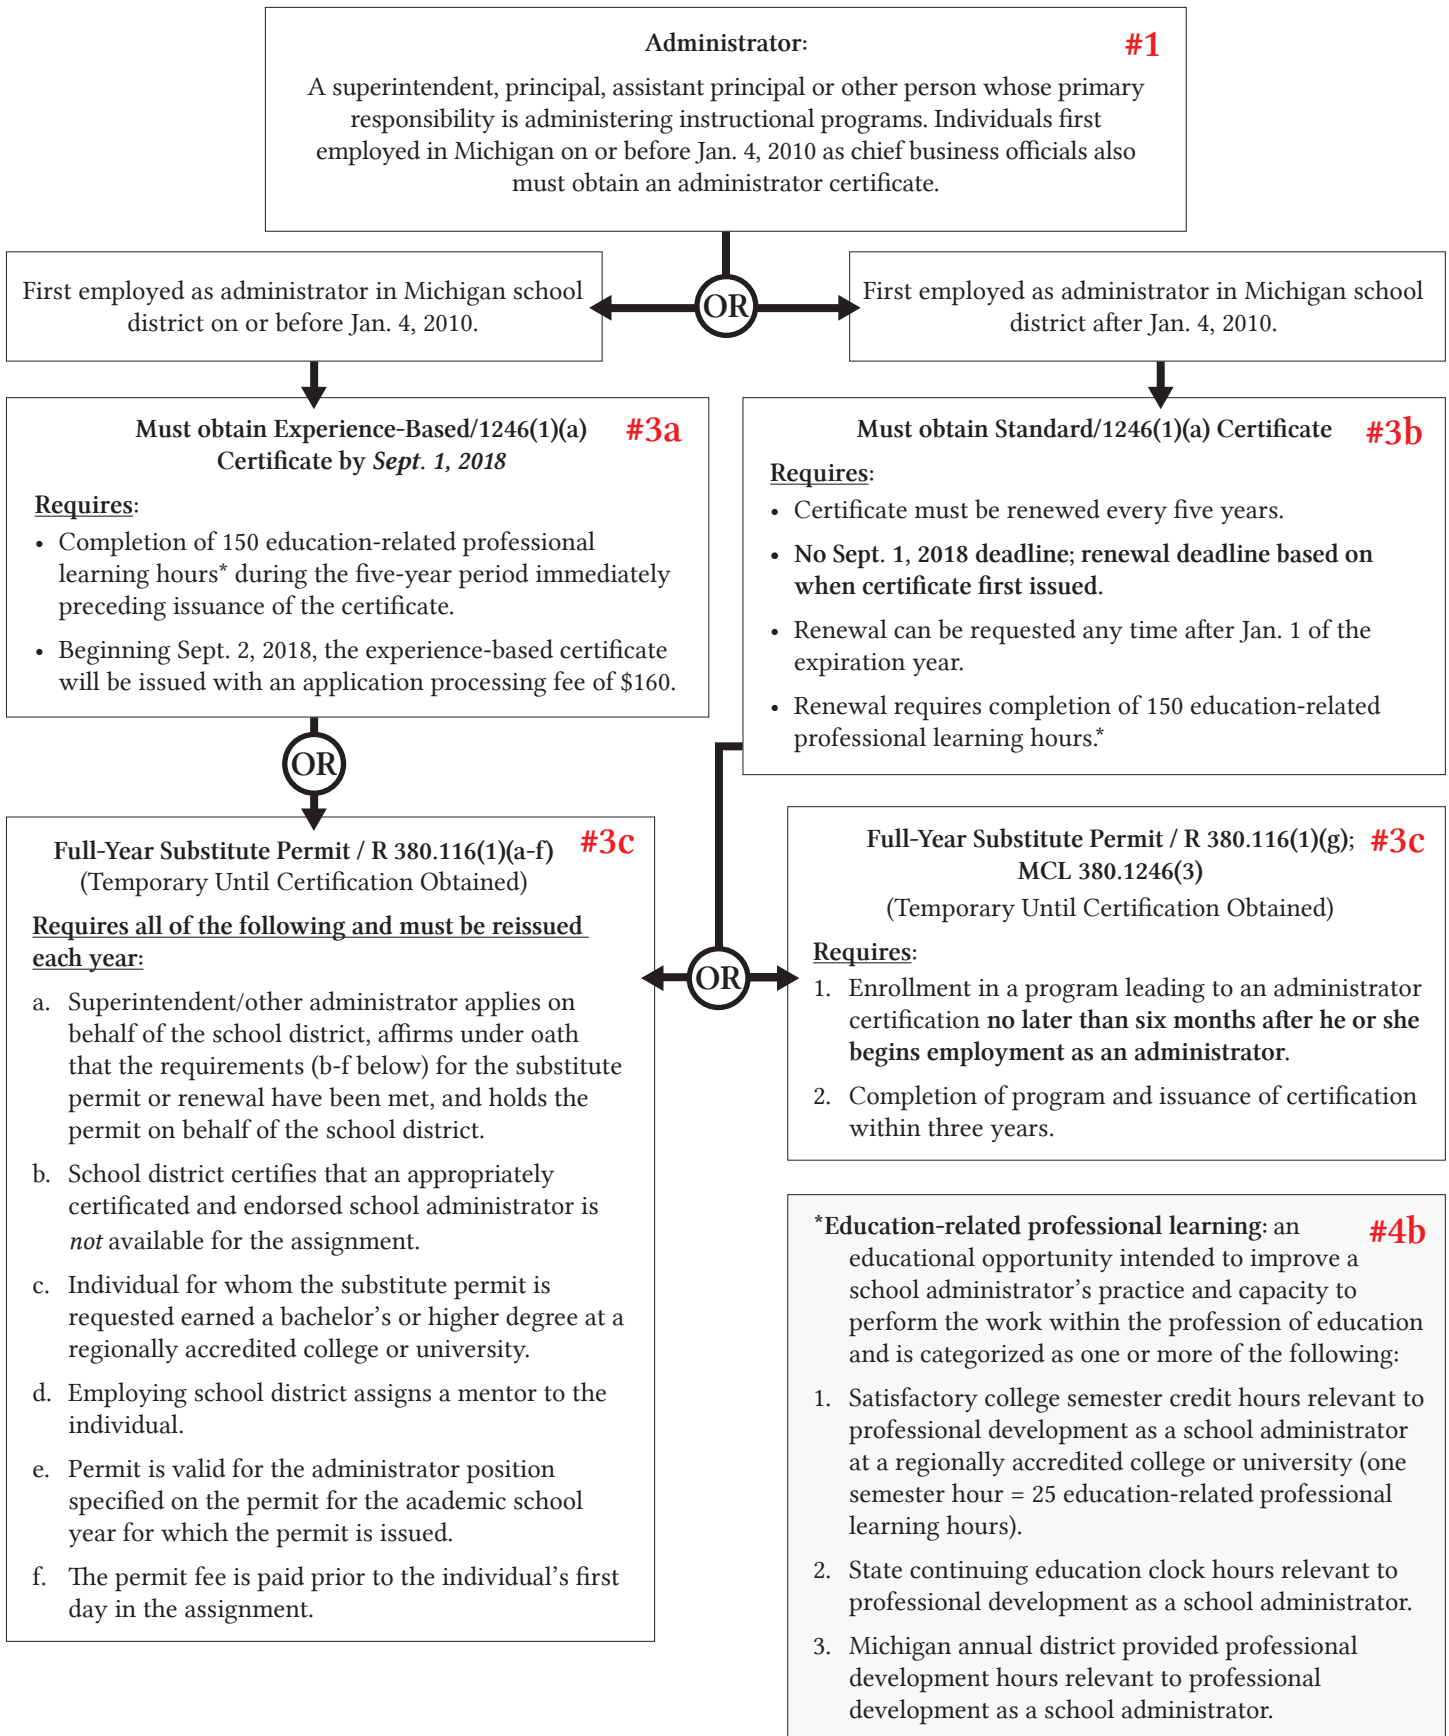 Administrator:
#1
A superintendent, principal, assistant principal or other person whose primary
responsibility is administering instructional programs. Individuals first
employed in Michigan on or before Jan. 4, 2010 as chief business officials also
must obtain an administrator certificate.
First employed as administrator in Michigan school
district on or before Jan. 4, 2010.
OR
First employed as administrator in Michigan school
district after Jan. 4, 2010.
Must obtain Experience-Based/1246(1)(a)
#3a
Certificate by Sept. 1, 2018
Requires:
• Completion of 150 education-related professional
learning hours* during the five-year period immediately
preceding issuance of the certificate.
• Beginning Sept. 2, 2018, the experience-based certificate
will be issued with an application processing fee of $160.
Must obtain Standard/1246(1)(a) Certificate
#3b
Requires:
• Certificate must be renewed every five years.
• No Sept. 1, 2018 deadline; renewal deadline based on
when certificate first issued.
• Renewal can be requested any time after Jan. 1 of the
expiration year.
• Renewal requires completion of 150 education-related
professional learning hours.*
OR
Full-Year Substitute Permit / R 380.116(1)(a-f)
#3c
(Temporary Until Certification Obtained)
Requires all of the following and must be reissued
each year:
a. Superintendent/other administrator applies on
behalf of the school district, affirms under oath
that the requirements (b-f below) for the substitute
permit or renewal have been met, and holds the
permit on behalf of the school district.
b. School district certifies that an appropriately
certificated and endorsed school administrator is
not available for the assignment.
c. Individual for whom the substitute permit is
requested earned a bachelor's or higher degree at a
regionally accredited college or university.
d. Employing school district assigns a mentor to the
individual.
e. Permit is valid for the administrator position
specified on the permit for the academic school
year for which the permit is issued.
f. The permit fee is paid prior to the individual's first
day in the assignment.
OR
Full-Year Substitute Permit / R 380.116(1)(g);
#3c
MCL 380.1246(3)
(Temporary Until Certification Obtained)
Requires:
1. Enrollment in a program leading to an administrator
certification no later than six months after he or she
begins employment as an administrator.
2. Completion of program and issuance of certification
within three years.
*Education-related professional learning: an
#4b
educational opportunity intended to improve a
school administrator's practice and capacity to
perform the work within the profession of education
and is categorized as one or more of the following:
1. Satisfactory college semester credit hours relevant to
professional development as a school administrator
at a regionally accredited college or university (one
semester hour = 25 education-related professional
learning hours).
2. State continuing education clock hours relevant to
professional development as a school administrator.
3. Michigan annual district provided professional
development hours relevant to professional
development as a school administrator.